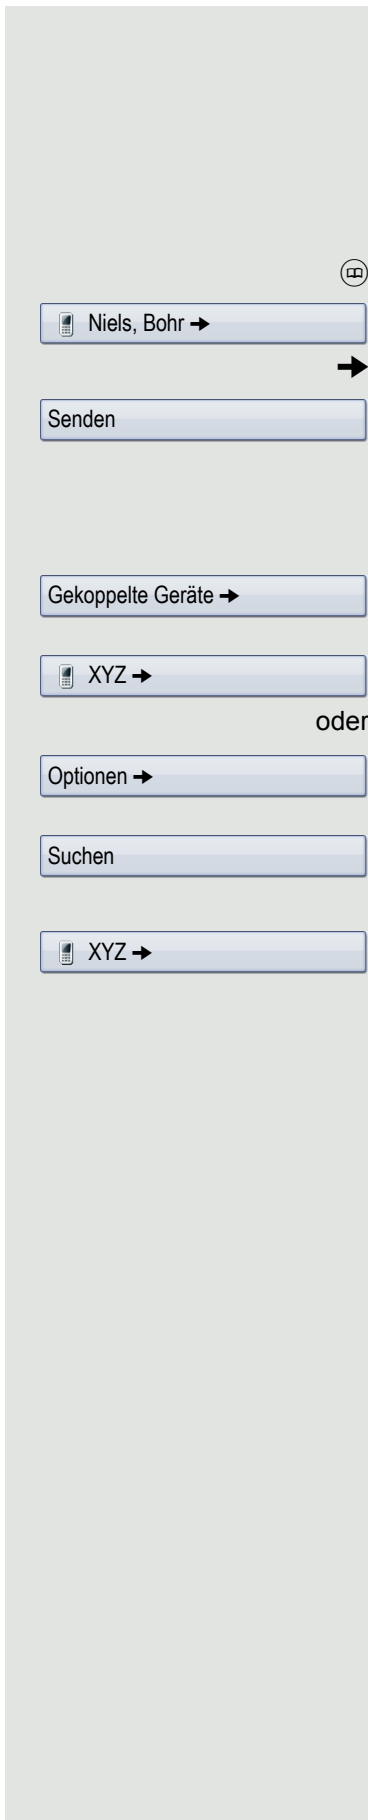 Niels, Bohr →
→
Senden
Gekoppelte Geräte →
XYZ →
oder
Optionen →
Suchen
XYZ →